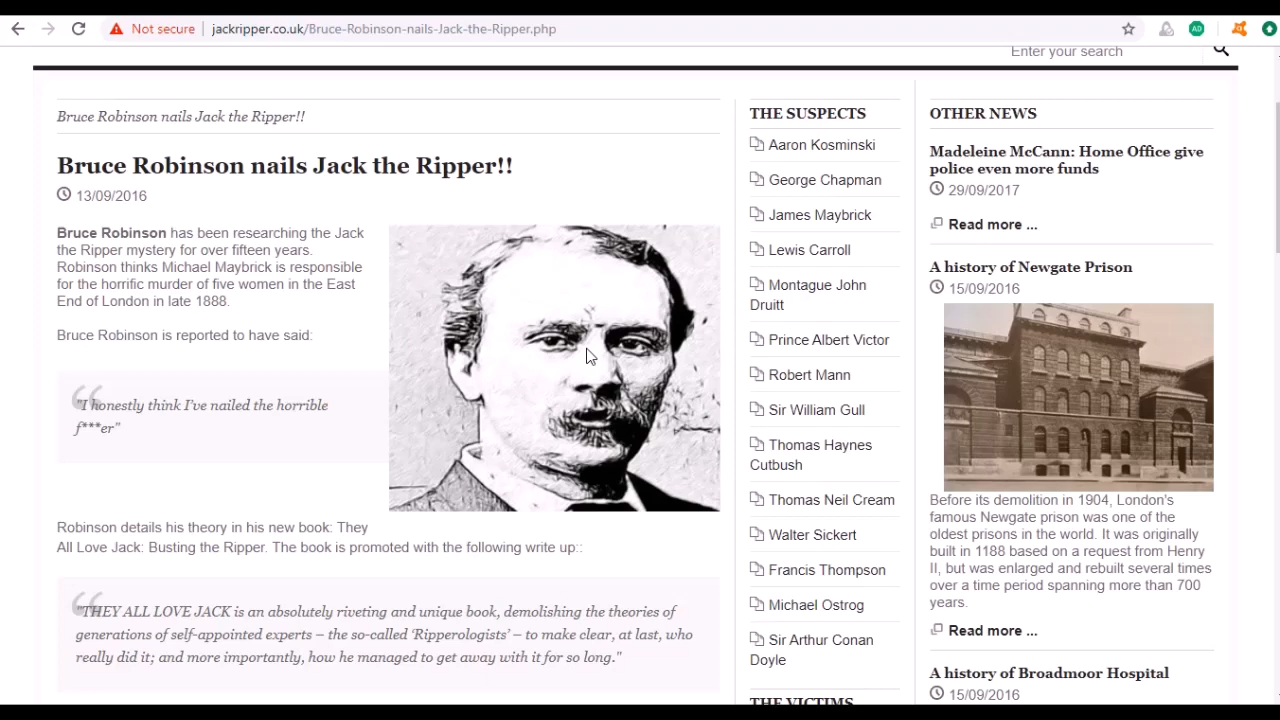 Not secure
jackripper.co.uk/Bruce-Robinson-nails-Jack-the-Ripper.php
AD
Enter your search
Bruce Robinson nails Jack the Ripper!!
Bruce Robinson nails Jack the Ripper!!
13/09/2016
Bruce Robinson has been researching the Jack
the Ripper mystery for over fifteen years.
Robinson thinks Michael Maybrick is responsible
for the horrific murder of five women in the East
End of London in late 1888.
Bruce Robinson is reported to have said:
"I honestly think I've nailed the horrible
f***er"
Robinson details his theory in his new book: They
All Love Jack: Busting the Ripper. The book is promoted with the following write up::
"THEY ALL LOVE JACK is an absolutely riveting and unique book, demolishing the theories of
generations of self-appointed experts – the so-called 'Ripperologists' – to make clear, at last, who
really did it; and more importantly, how he managed to get away with it for so long."
THE SUSPECTS
Aaron Kosminski
George Chapman
James Maybrick
Lewis Carroll
Montague John
Druitt
Prince Albert Victor
Robert Mann
Sir William Gull
Thomas Haynes
Cutbush
Thomas Neil Cream
Walter Sickert
Francis Thompson
Michael Ostrog
Sir Arthur Conan
Doyle
THE VICTIMS
OTHER NEWS
Madeleine McCann: Home Office give
police even more funds
29/09/2017
Read more ...
A history of Newgate Prison
15/09/2016
Before its demolition in 1904, London's
famous Newgate prison was one of the
oldest prisons in the world. It was originally
built in 1188 based on a request from Henry
II, but was enlarged and rebuilt several times
over a time period spanning more than 700
years.
Read more ...
A history of Broadmoor Hospital
15/09/2016